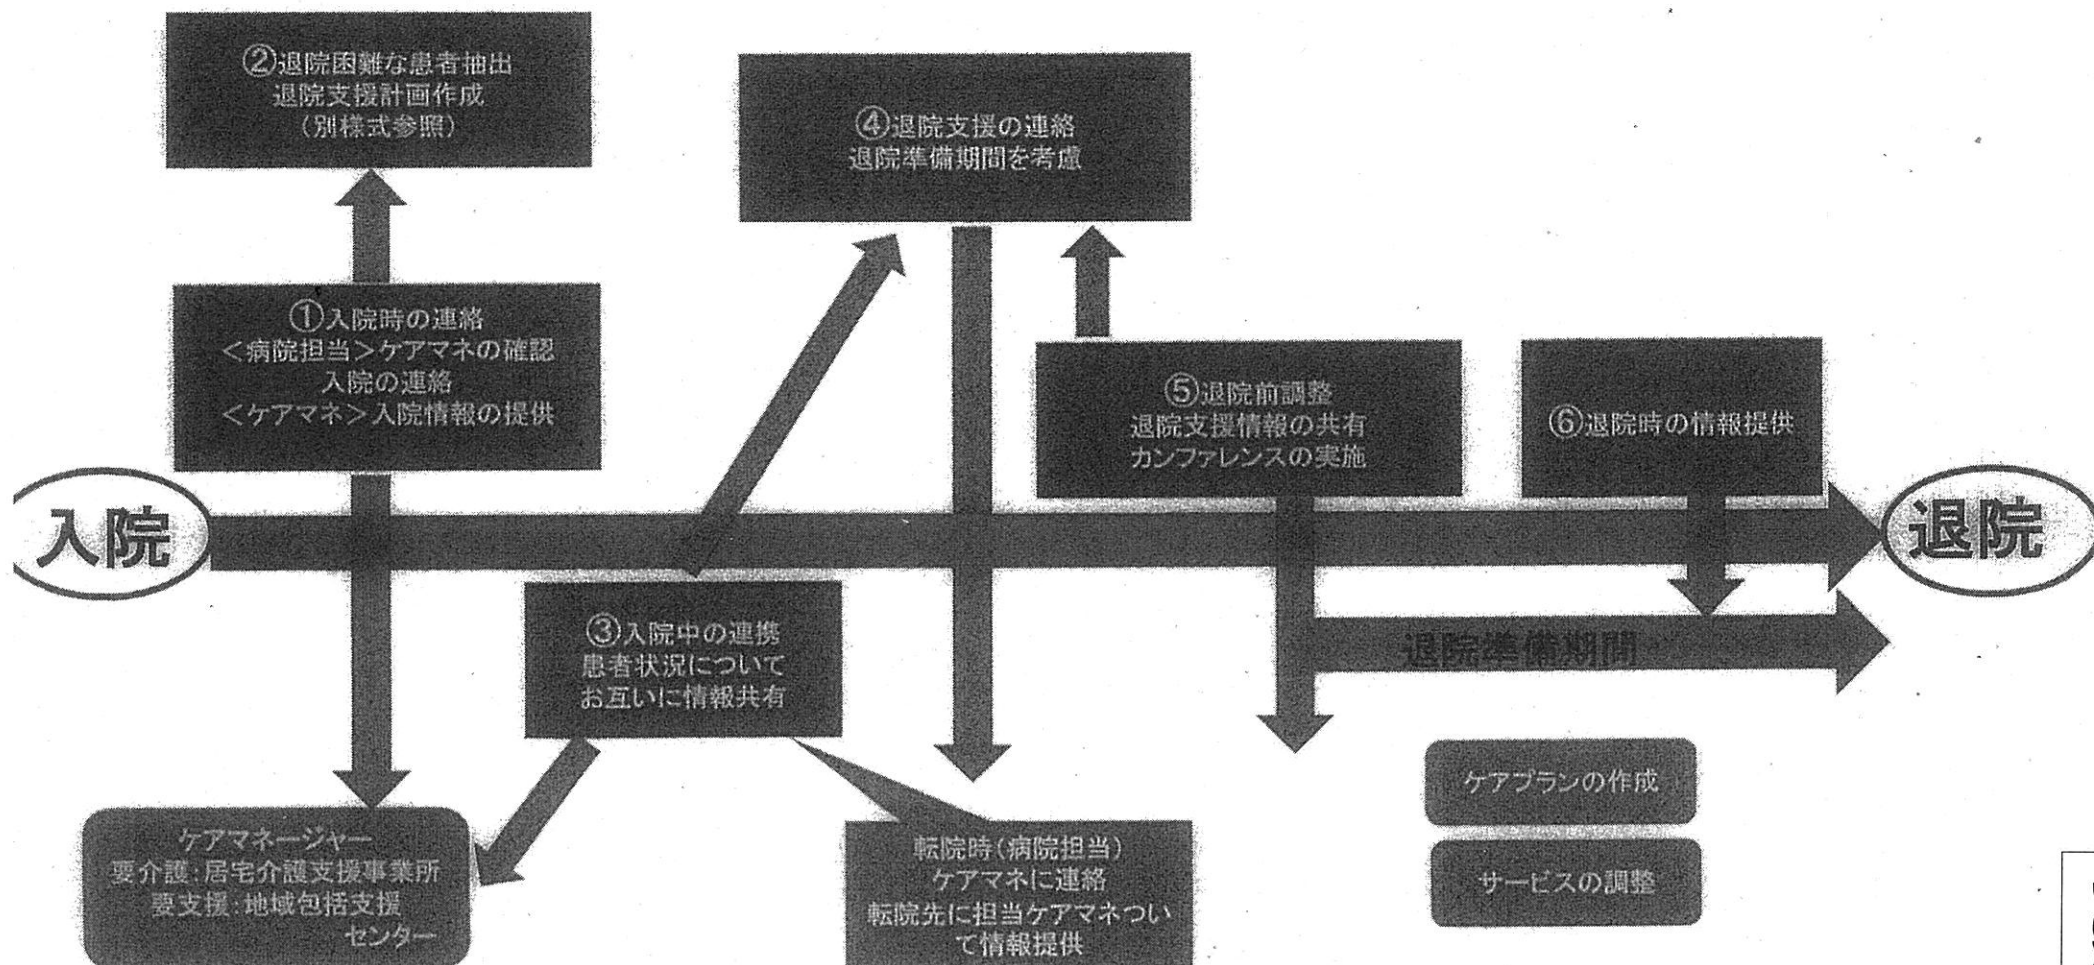 ②退院困難な患者抽出
退院支援計画作成
(別様式参照)
④退院支援の連絡
退院準備期間を考慮
①入院時の連絡
<病院担当>ケアマネの確認
入院の連絡
<ケアマネ>入院情報の提供
⑤退院前調整
退院支援情報の共有
カンファレンスの実施
⑥退院時の情報提供
入院
退院
③入院中の連携
患者状況について
お互いに情報共有
退院準備期間
ケアマネージャー
要介護:居宅介護支援事業所
要支援:地域包括支援
センター
転院時(病院担当)
ケアマネに連絡
転院先に担当ケアマネつい
て情報提供
ケアプランの作成
サービスの調整